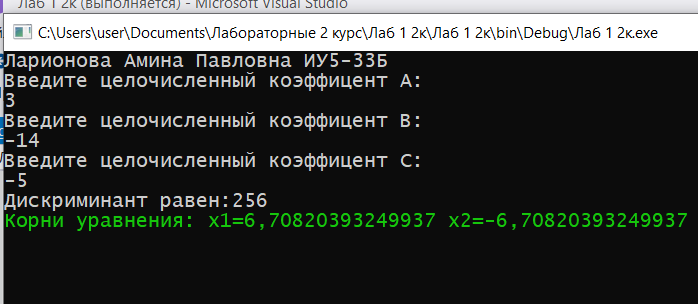 Лаб 1 2к (выполняется) - Microsoft Visual Studio
C:\Users\user\Documents\Лабораторные 2 курс\Лаб 1 2к\Лаб 1 2к\bin\Debug\Лаб 1 2к.exe
Ларионова Амина Павловна ИУ5-33Б
Введите целочисленный коэффицент А:
3
Введите целочисленный коэффицент В:
-14
Введите целочисленный коэффицент С:
-5
Дискриминант равен:256
Корни уравнения: x1=6,70820393249937 x2=-6,70820393249937